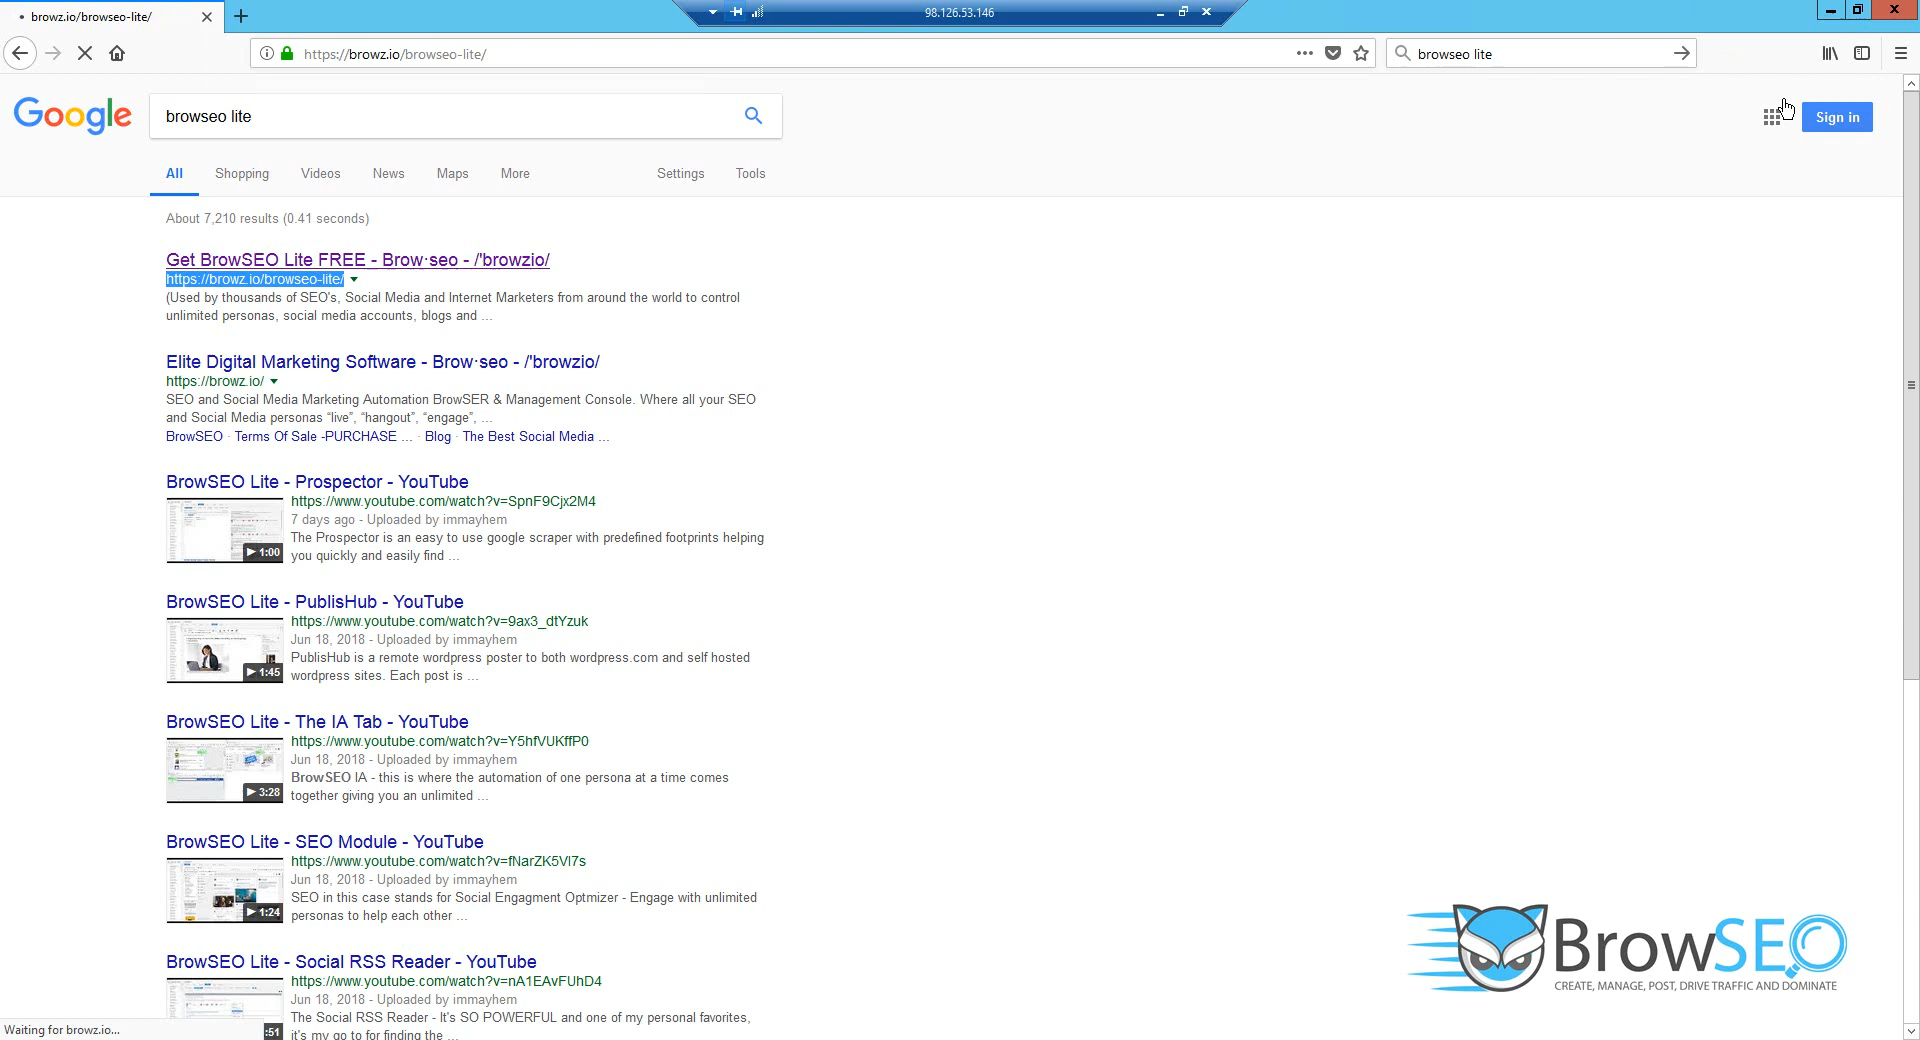 browz.io/browseo-lite/
98.126.53.146
https://browz.io/browseo-lite/
browseo lite
Google
browseo lite
Sign in
All
Shopping
Videos
News
Maps
More
Settings
Tools
About 7,210 results (0.41 seconds)
Get BrowSEO Lite FREE - Brow·seo - /'browzio/
https://browz.io/browseo-lite/
(Used by thousands of SEO's, Social Media and Internet Marketers from around the world to control
unlimited personas, social media accounts, blogs and ...
Elite Digital Marketing Software - Brow·seo - /'browzio/
https://browz.io/
SEO and Social Media Marketing Automation BrowSER & Management Console. Where all your SEO
and Social Media personas “live”, “hangout”, “engage”, ...
BrowSEO · Terms Of Sale -PURCHASE ... · Blog · The Best Social Media ...
BrowSEO Lite - Prospector - YouTube
https://www.youtube.com/watch?v=SpnF9Cjx2M4
7 days ago - Uploaded by immayhem
The Prospector is an easy to use google scraper with predefined footprints helping
you quickly and easily find ...
1:00
BrowSEO Lite - PublisHub - YouTube
https://www.youtube.com/watch?v=9ax3_dtYzuk
Jun 18, 2018 - Uploaded by immayhem
PublisHub is a remote wordpress poster to both wordpress.com and self hosted
wordpress sites. Each post is ...
1:45
BrowSEO Lite - The IA Tab - YouTube
https://www.youtube.com/watch?v=Y5hfVUKffP0
Jun 18, 2018 - Uploaded by immayhem
BrowSEO IA - this is where the automation of one persona at a time comes
together giving you an unlimited ...
3:28
BrowSEO Lite - SEO Module - YouTube
https://www.youtube.com/watch?v=fNarZK5Vl7s
Jun 18, 2018 - Uploaded by immayhem
SEO in this case stands for Social Engagment Optmizer - Engage with unlimited
personas to help each other ...
1:24
BrowSEO Lite - Social RSS Reader - YouTube
https://www.youtube.com/watch?v=nA1EAvFUhD4
Jun 18, 2018 - Uploaded by immayhem
The Social RSS Reader - It's SO POWERFUL and one of my personal favorites,
it's my go to for finding the ...
:51
BrowSEO
CREATE, MANAGE, POST, DRIVE TRAFFIC AND DOMINATE
Waiting for browz.io...